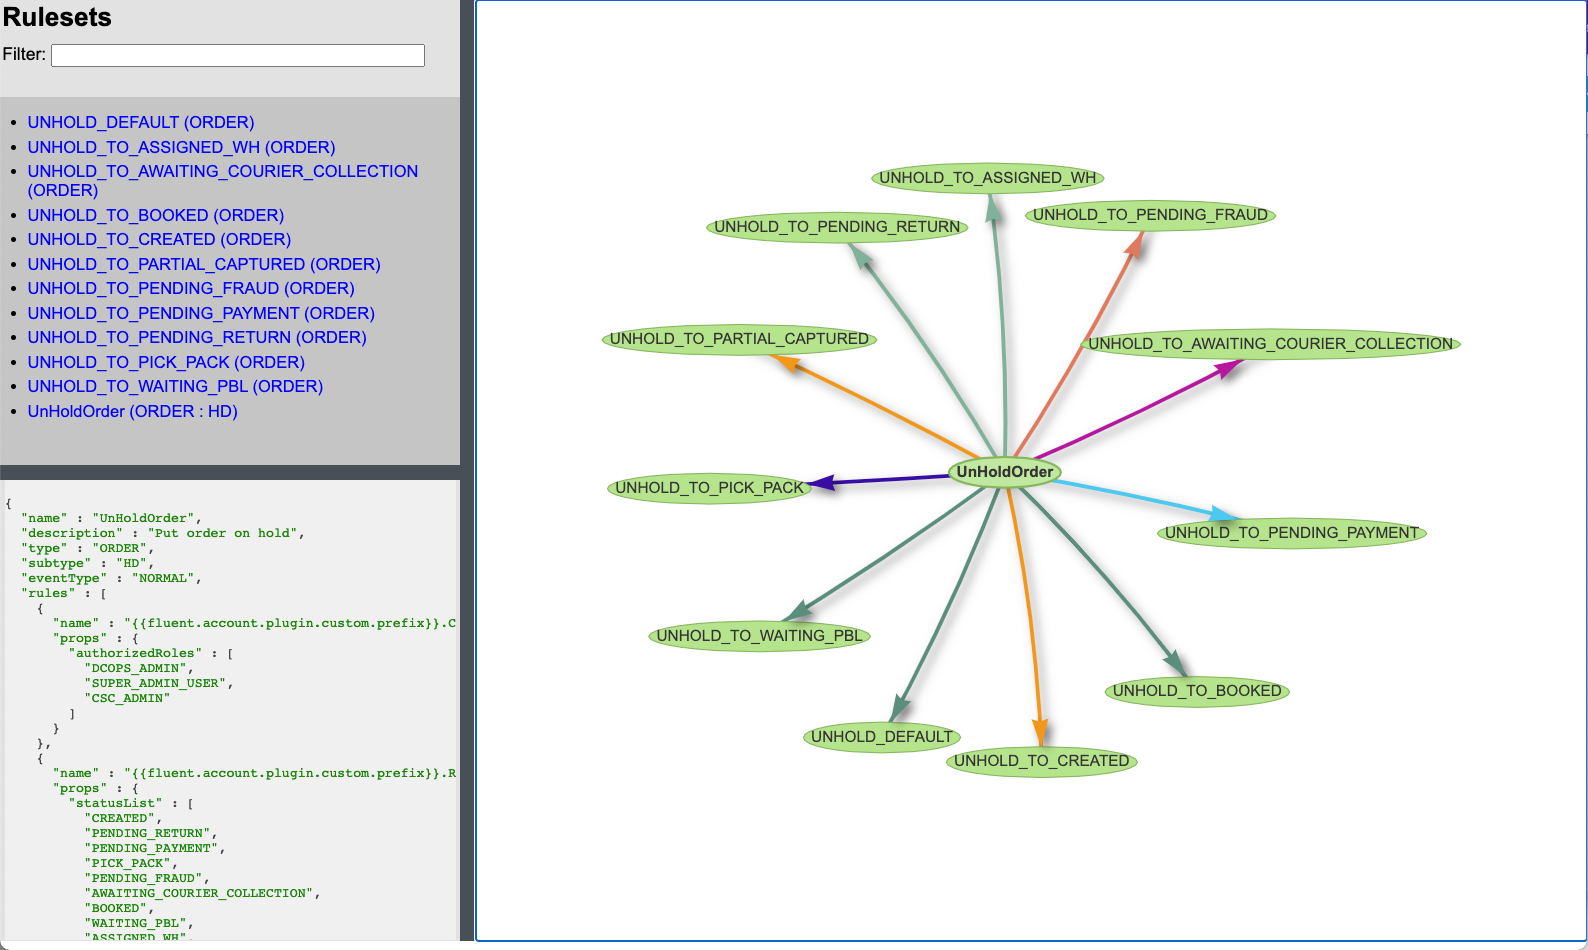 Rulesets
Filter:
UNHOLD_DEFAULT (ORDER)
UNHOLD_TO_ASSIGNED_WH (ORDER)
UNHOLD_TO_AWAITING_COURIER_COLLECTION
(ORDER)
UNHOLD_TO_BOOKED (ORDER)
UNHOLD_TO_CREATED (ORDER)
UNHOLD_TO_PARTIAL_CAPTURED (ORDER)
UNHOLD_TO_PENDING_FRAUD (ORDER)
UNHOLD_TO_PENDING_PAYMENT (ORDER)
UNHOLD_TO_PENDING_RETURN (ORDER)
UNHOLD_TO_PICK_PACK (ORDER)
UNHOLD_TO_WAITING_PBL (ORDER)
UnHoldOrder (ORDER : HD)
{
"name" : "UnHoldOrder",
"description" : "Put order on hold",
"type" : "ORDER",
"subtype" : "HD",
"eventType" : "NORMAL",
"rules" : [
{
"name" : "{{fluent.account.plugin.custom.prefix}}.C
"props" : {
"authorizedRoles" : [
"DCOPS_ADMIN",
"SUPER_ADMIN_USER",
"CSC_ADMIN"
]
}
},
{
"name" : "{{fluent.account.plugin.custom.prefix}}.R
"props" : {
"statusList" : [
"CREATED",
"PENDING_RETURN",
"PENDING_PAYMENT",
"PICK_PACK",
"PENDING_FRAUD",
"AWAITING_COURIER_COLLECTION",
"BOOKED",
"WAITING_PBL",
"ASSIGNED_WH",
UNHOLD_TO_ASSIGNED_WH
UNHOLD_TO_PENDING_FRAUD
UNHOLD_TO_PENDING_RETURN
UNHOLD_TO_PARTIAL_CAPTURED
UNHOLD_TO_AWAITING_COURIER_COLLECTION
UnHoldOrder
UNHOLD_TO_PICK_PACK
UNHOLD_TO_PENDING_PAYMENT
UNHOLD_TO_WAITING_PBL
UNHOLD_TO_BOOKED
UNHOLD_DEFAULT
UNHOLD_TO_CREATED